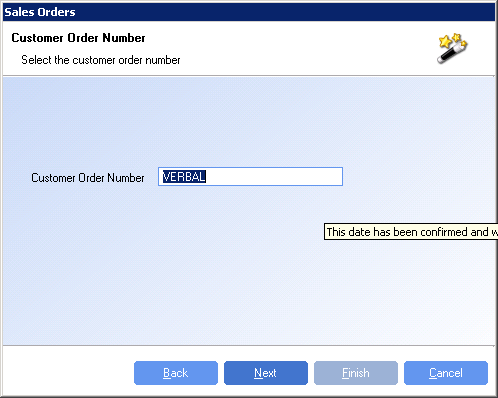 Sales Orders
Customer Order Number
Select the customer order number
Customer Order Number VERBAL
This date has been confirmed and w
Back Next Finish Cancel